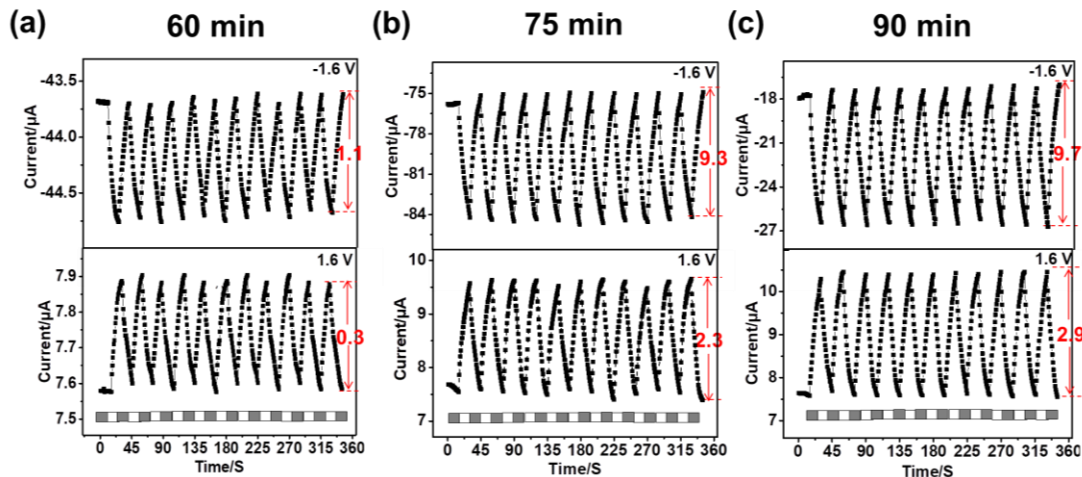 (a) 60 min (b) 75 min (c) 90 min
-1.6 V
-43.5
-44.0
-44.5
Current/μA
1.1
1.6 V
7.9
7.8
7.7
7.6
7.5
Current/μA
0.3
0 45 90 135 180 225 270 315 360
Time/S
-1.6 V
-75
-78
-81
-84
Current/μA
9.3
1.6 V
10
9
8
7
Current/μA
2.3
0 45 90 135 180 225 270 315 360
Time/S
-1.6 V
-18
-21
-24
-27
Current/μA
9.7
1.6 V
10
9
8
7
Current/μA
2.9
0 45 90 135 180 225 270 315 360
Time/S